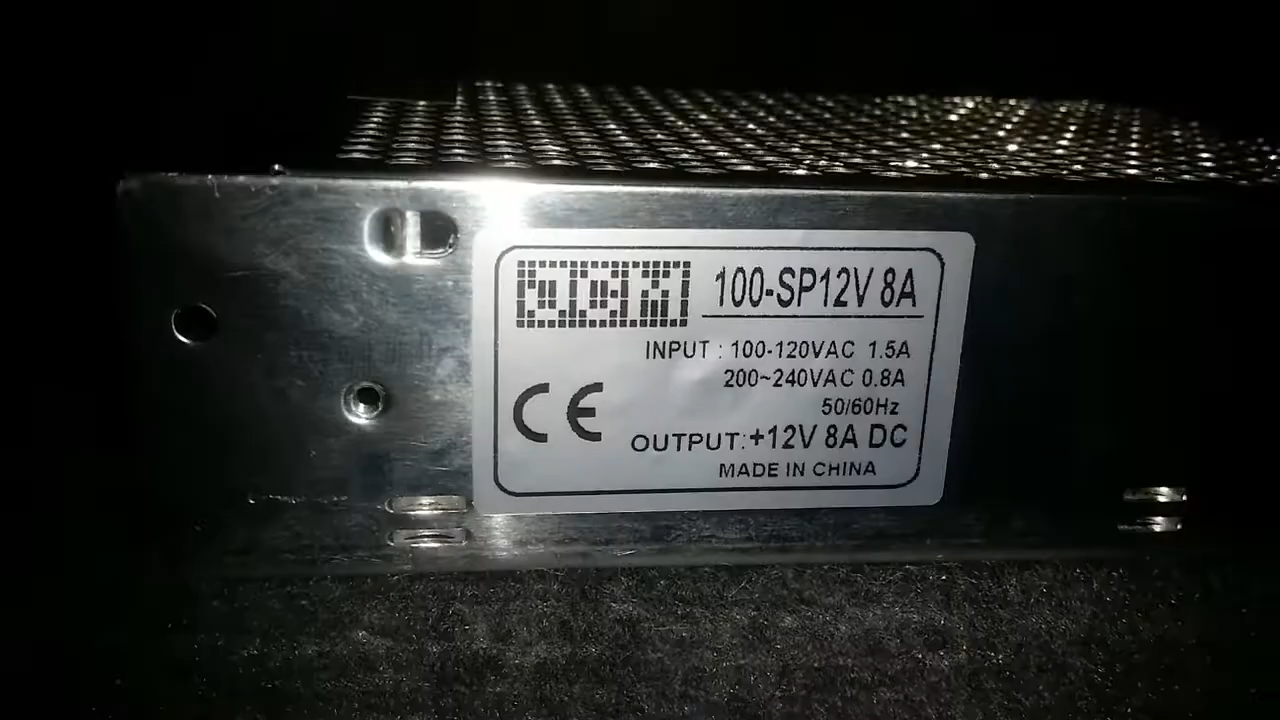 100-SP12V 8A
INPUT : 100-120VAC 1.5A
200~240VAC 0.8A
50/60Hz
CE
OUTPUT:+12V 8A DC
MADE IN CHINA